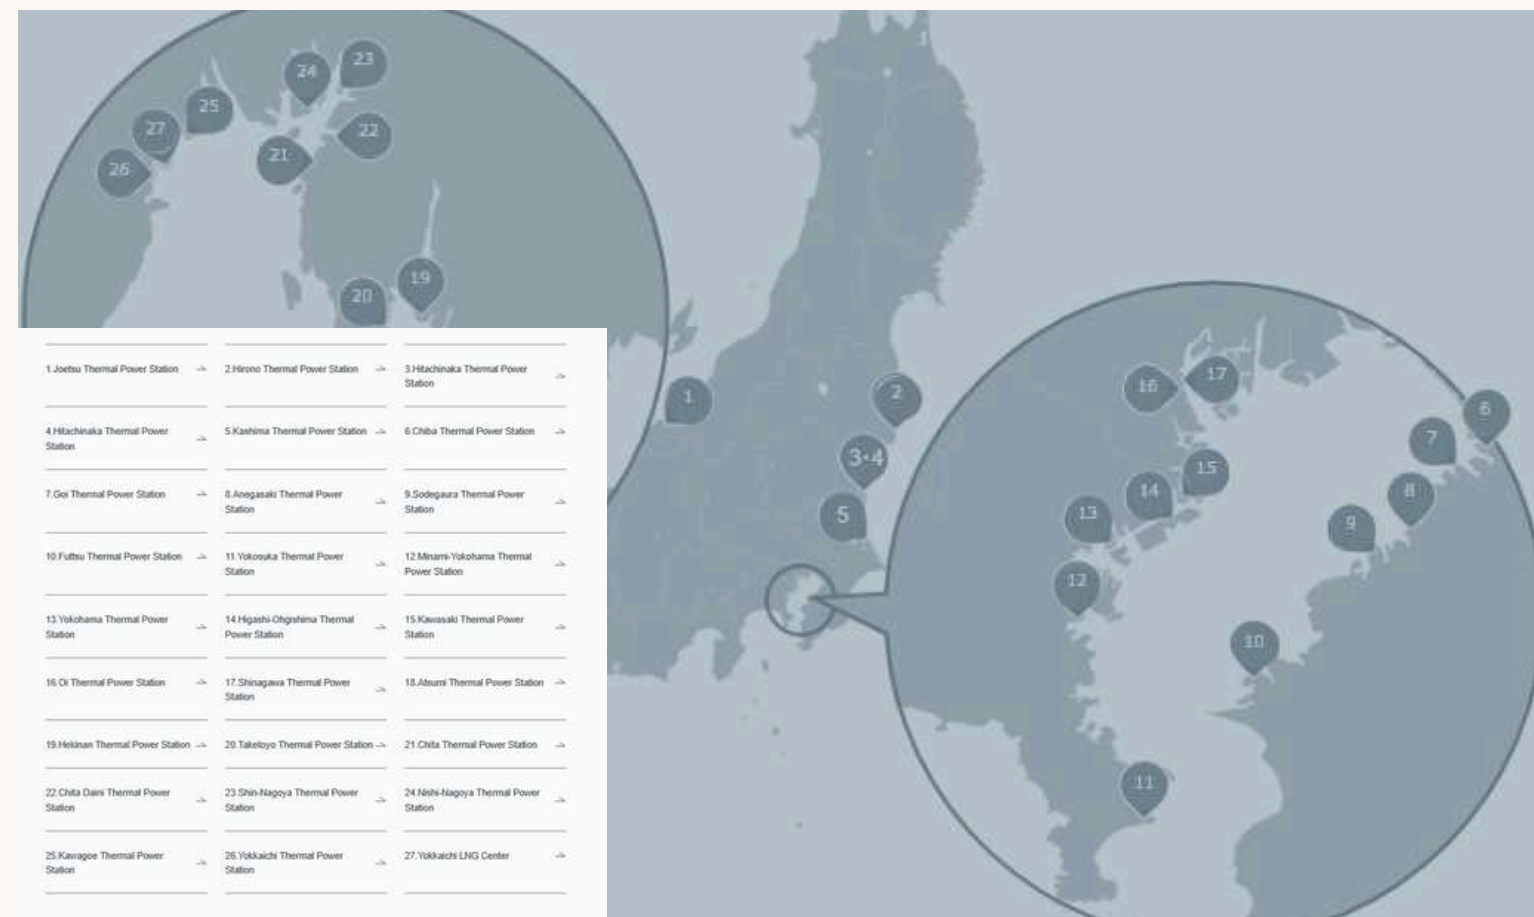 23
24
25
22
27
21
26
19
20
1
2
3•4
5
6
7
8
9
10
11
12
13
14
15
16
17
1.Joetsu Thermal Power Station
2.Hirono Thermal Power Station
3.Hitachinaka Thermal Power
Station
4.Hitachinaka Thermal Power
Station
5.Kashima Thermal Power Station
6.Chiba Thermal Power Station
7.Goi Thermal Power Station
8.Anegasaki Thermal Power
Station
9.Sodegaura Thermal Power
Station
10.Futtsu Thermal Power Station
11.Yokosuka Thermal Power
Station
12.Minami-Yokohama Thermal
Power Station
13.Yokohama Thermal Power
Station
14.Higashi-Ohgishima Thermal
Power Station
15.Kawasaki Thermal Power
Station
16.Oi Thermal Power Station
17.Shinagawa Thermal Power
Station
18.Atsumi Thermal Power Station
19.Hekinan Thermal Power Station
20.Taketoyo Thermal Power Station
21.Chita Thermal Power Station
22.Chita Daini Thermal Power
Station
23.Shin-Nagoya Thermal Power
Station
24.Nishi-Nagoya Thermal Power
Station
25.Kawagoe Thermal Power
Station
26.Yokkaichi Thermal Power
Station
27.Yokkaichi LNG Center